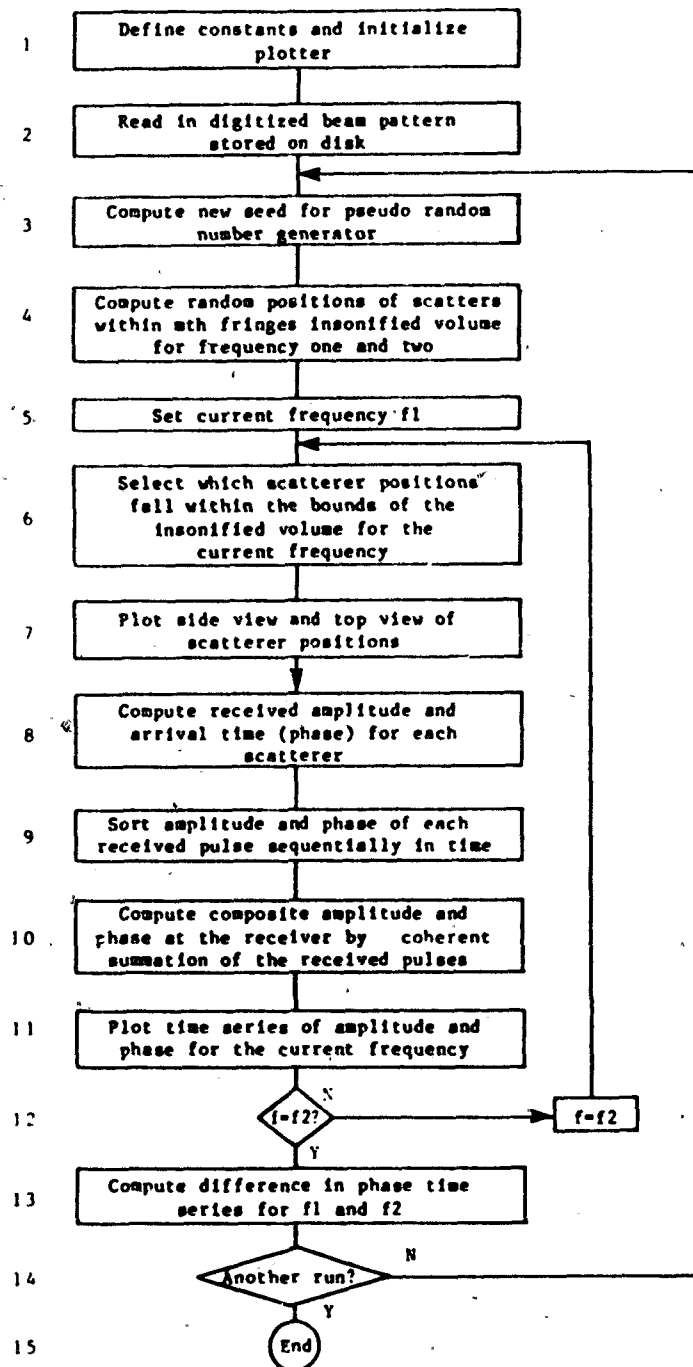 1
Define constants and initialize
plotter
2
Read in digitized beam pattern
stored on disk
3
Compute new seed for pseudo random
number generator
4
Compute random positions of scatters
within mth fringes insonified volume
for frequency one and two
5
Set current frequency f1
6
Select which scatterer positions
fall within the bounds of the
insonified volume for the
current frequency
7
Plot side view and top view of
scatterer positions
8
Compute received amplitude and
arrival time (phase) for each
scatterer
9
Sort amplitude and phase of each
received pulse sequentially in time
10
Compute composite amplitude and
phase at the receiver by coherent
summation of the received pulses
11
Plot time series of amplitude and
phase for the current frequency
12
f=f2?
N
f=f2
Y
13
Compute difference in phase time
series for f1 and f2
14
Another run?
N
Y
15
End